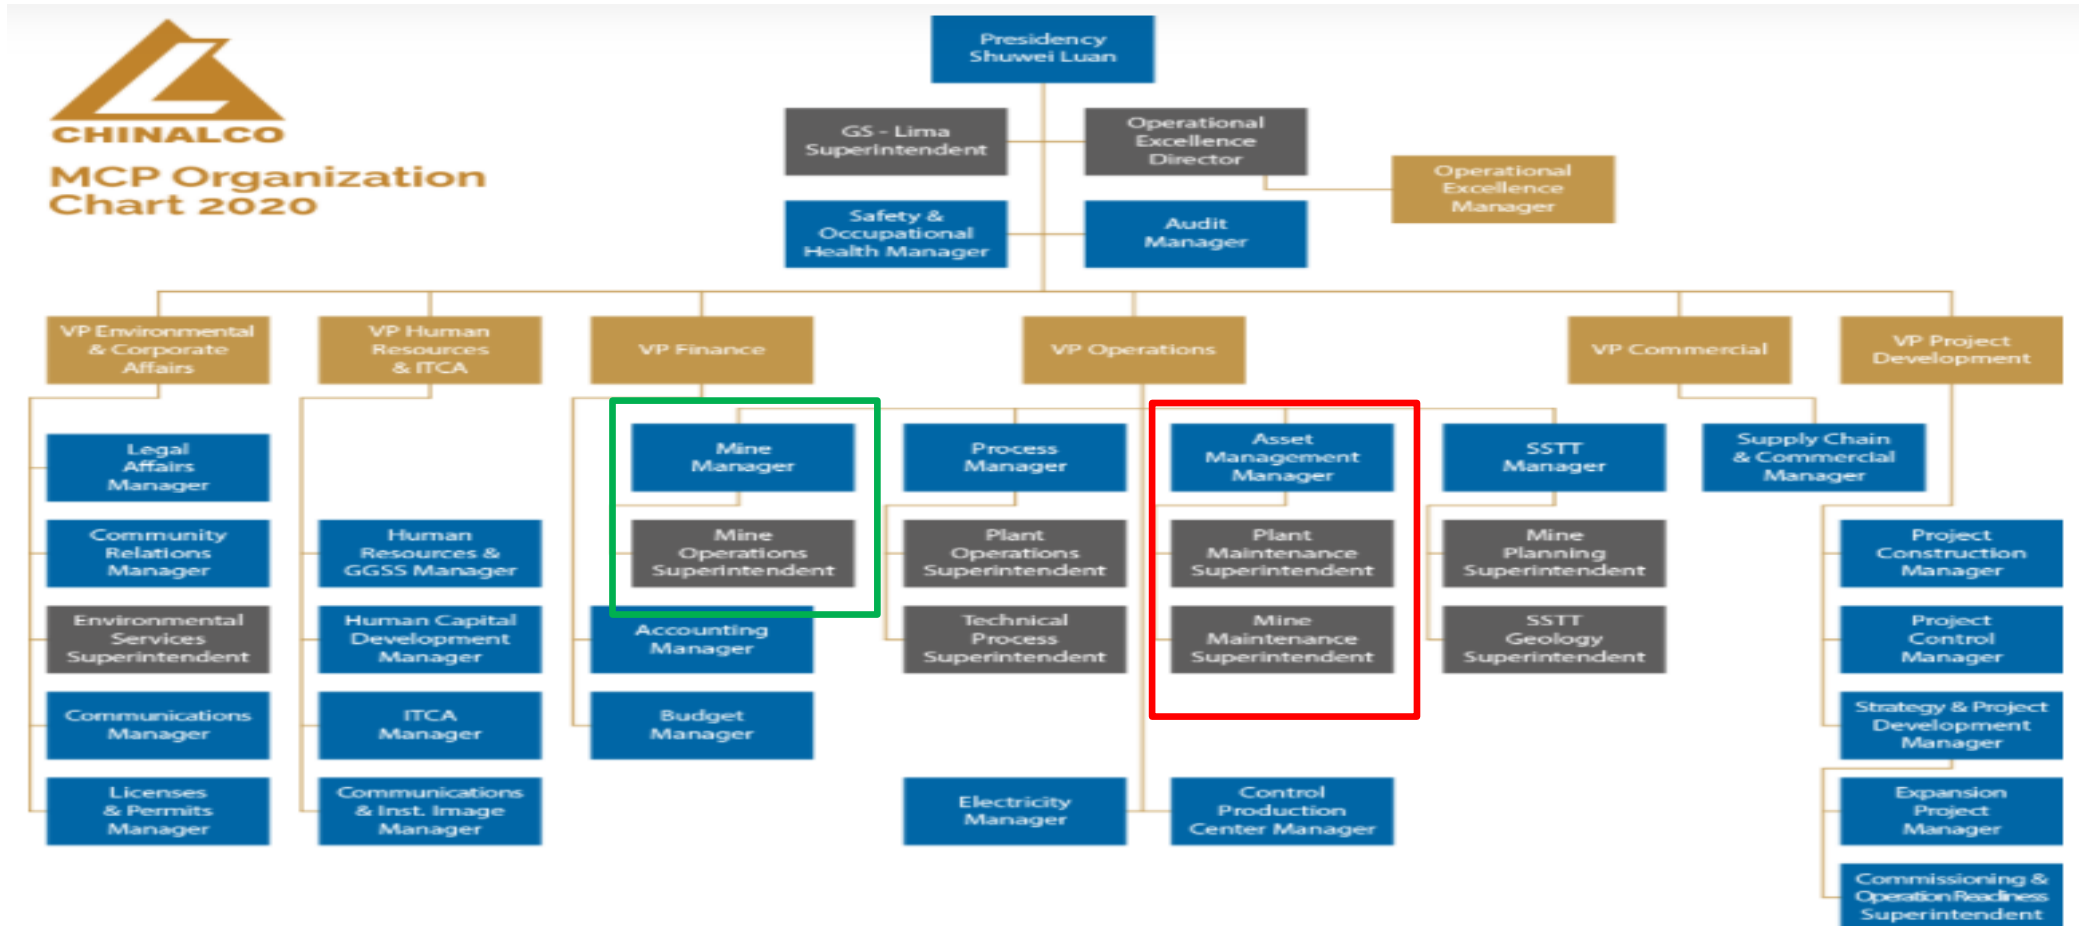 CHINALCO
MCP Organization
Chart 2020
Presidency
Shuwei Luan
GS - Lima
Superintendent
Operational
Excellence
Director
Operational
Excellence
Manager
Safety &
Occupational
Health Manager
Audit
Manager
VP Environmental
& Corporate
Affairs
VP Human
Resources
& ITCA
VP Finance
VP Operations
VP Commercial
VP Project
Development
Legal
Affairs
Manager
Community
Relations
Manager
Environmental
Services
Superintendent
Communications
Manager
Licenses
& Permits
Manager
Human
Resources &
GGSS Manager
Human Capital
Development
Manager
ITCA
Manager
Communications
& Inst. Image
Manager
Mine
Manager
Mine
Operations
Superintendent
Accounting
Manager
Budget
Manager
Process
Manager
Plant
Operations
Superintendent
Technical
Process
Superintendent
Asset
Management
Manager
Plant
Maintenance
Superintendent
Mine
Maintenance
Superintendent
SSTT
Manager
Mine
Planning
Superintendent
SSTT
Geology
Superintendent
Electricity
Manager
Control
Production
Center Manager
Supply Chain
& Commercial
Manager
Project
Construction
Manager
Project
Control
Manager
Strategy & Project
Development
Manager
Expansion
Project
Manager
Commissioning &
Operation Readiness
Superintendent